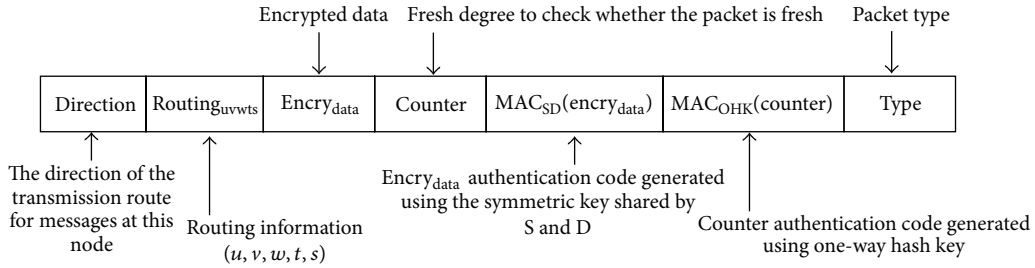 Encrypted data
Fresh degree to check whether the packet is fresh
Packet type
Direction
Routing_uvwts
Encry_data
Counter
MAC_SD(encry_data)
MAC_OHK(counter)
Type
The direction of the
transmission route
for messages at this
node
Routing information
(u, v, w, t, s)
Encry_data authentication code generated
using the symmetric key shared by
S and D
Counter authentication code generated
using one-way hash key